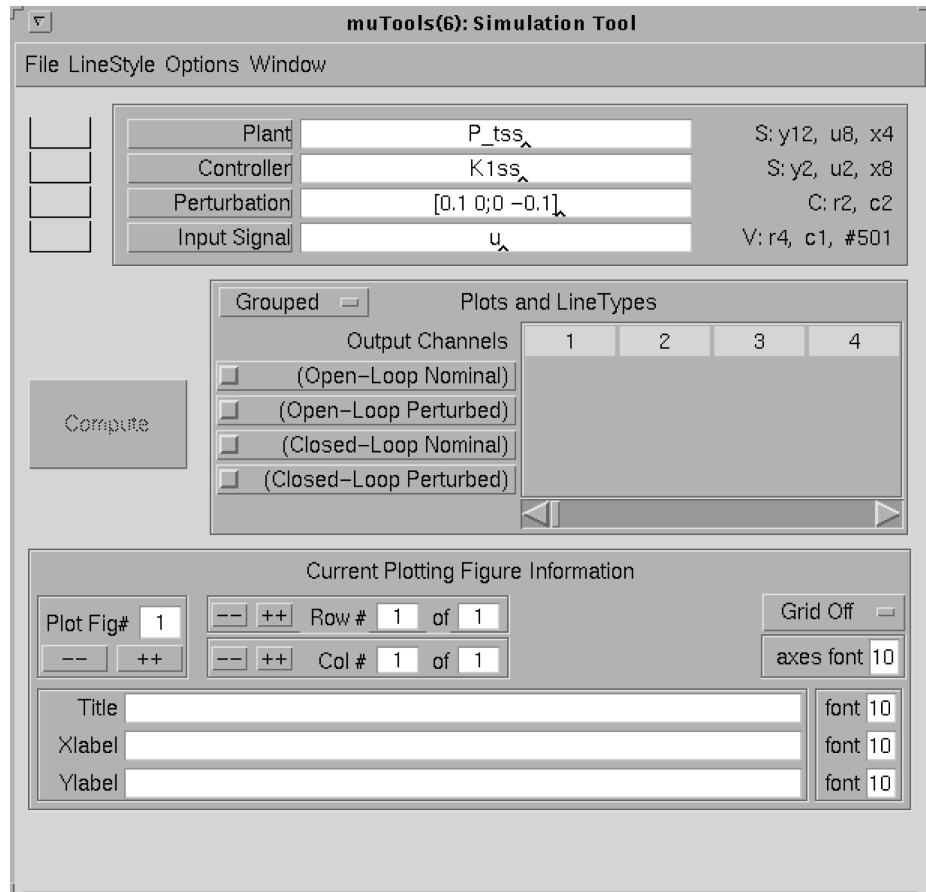 muTools(6): Simulation Tool
File LineStyle Options Window
Plant P_tss S: y12, u8, x4
Controller K1ss S: y2, u2, x8
Perturbation [0.1 0;0 −0.1] C: r2, c2
Input Signal u V: r4, c1, #501
Grouped Plots and LineTypes
Output Channels 1 2 3 4
(Open−Loop Nominal)
(Open−Loop Perturbed)
Compute
(Closed−Loop Nominal)
(Closed−Loop Perturbed)
Current Plotting Figure Information
Plot Fig# 1 −− ++ Row # 1 of 1 Grid Off
−− ++ −− ++ Col # 1 of 1 axes font 10
Title font 10
Xlabel font 10
Ylabel font 10